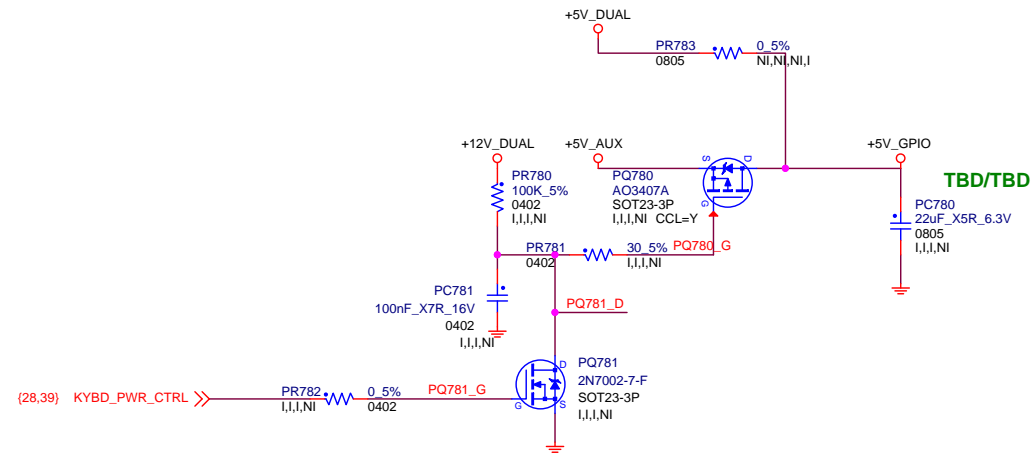 +5V_DUAL
PR783
0_5%
0805
NI,NI,NI,I
+12V_DUAL
+5V_AUX
+5V_GPIO
PR780
100K_5%
0402
I,I,I,NI
PQ780
AO3407A
SOT23-3P
I,I,I,NI CCL=Y
S
D
G
TBD/TBD
PC780
22uF_X5R_6.3V
0805
I,I,I,NI
PR781
0402
30_5%
I,I,I,NI
PQ780_G
PC781
100nF_X7R_16V
0402
I,I,I,NI
PQ781_D
PQ781
2N7002-7-F
SOT23-3P
I,I,I,NI
D
G
S
{28,39} KYBD_PWR_CTRL
PR782
I,I,I,NI
0_5%
0402
PQ781_G